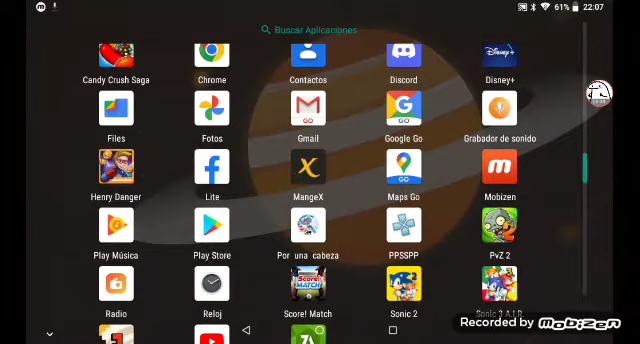 61% 22:07
Buscar Aplicaciones
Candy Crush Saga Chrome Contactos Discord Disney+
Files Fotos Gmail Google Go Grabador de sonido
Henry Danger Lite MangeX Maps Go Mobizen
Play Música Play Store Por una cabeza PPSSPP PvZ 2
Radio Reloj Score! Match Sonic 2 Sonic 2 A.I.R.
Recorded by mobizen